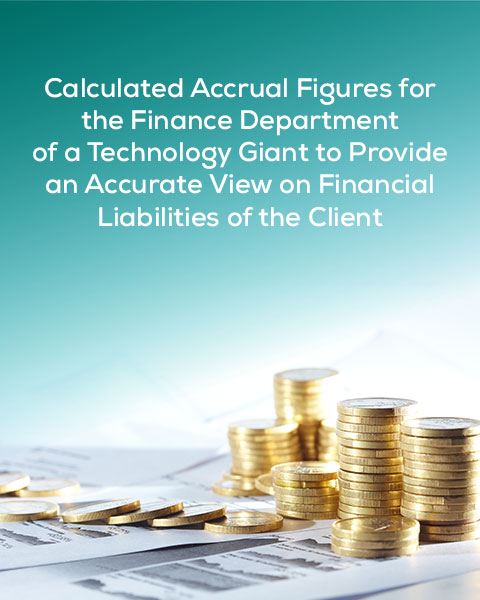 Calculated Accrual Figures for
the Finance Department
of a Technology Giant to Provide
an Accurate View on Financial
Liabilities of the Client